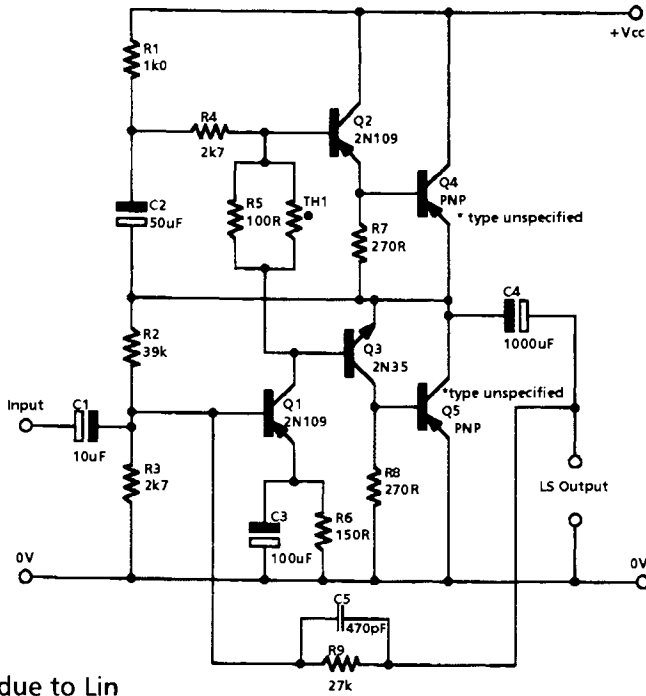 +Vcc
R1
1k0
R4
2k7
Q2
2N109
Q4
PNP
* type unspecified
C2
50uF
R5
100R
TH1
R7
270R
C4
1000uF
R2
39k
Q3
2N35
*type unspecified
Q5
PNP
Input
C1
10uF
Q1
2N109
R3
2k7
R8
270R
LS Output
C3
100uF
R6
150R
0V
0V
C5
470pF
R9
27k
due to Lin